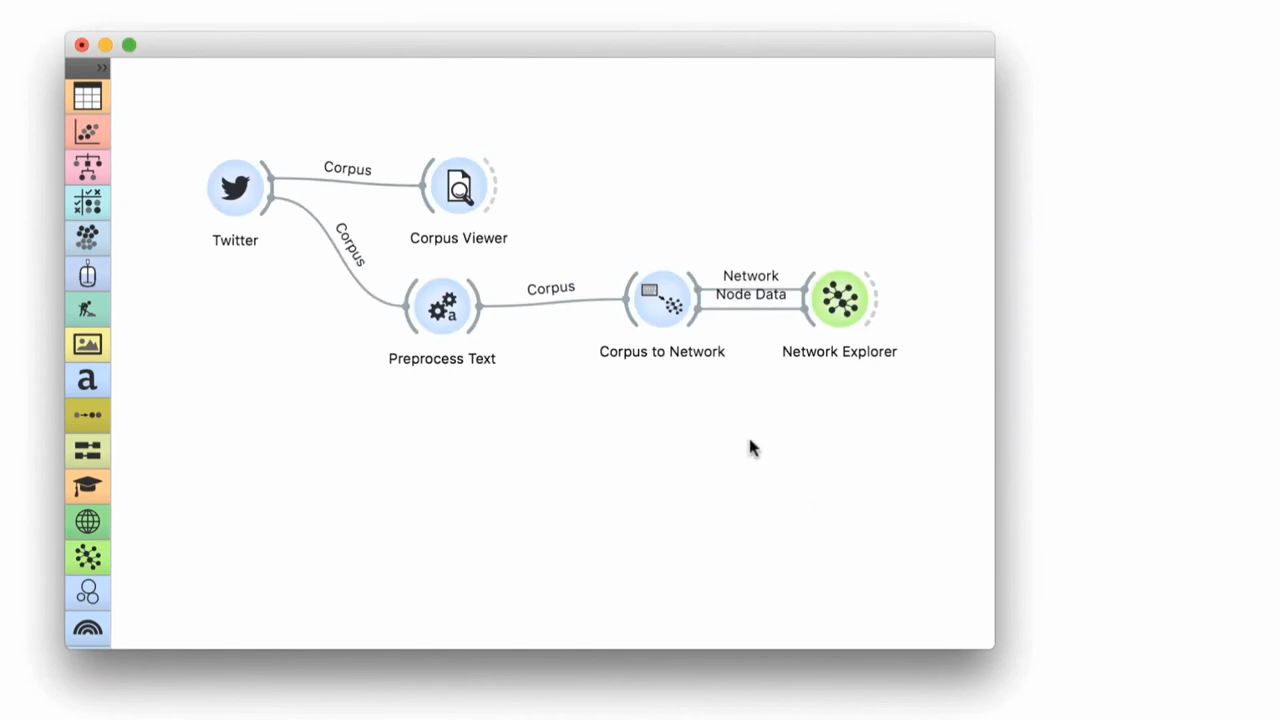 Corpus
Twitter
Corpus Viewer
Corpus
Preprocess Text
Corpus
Corpus to Network
Network
Node Data
Network Explorer
a
a